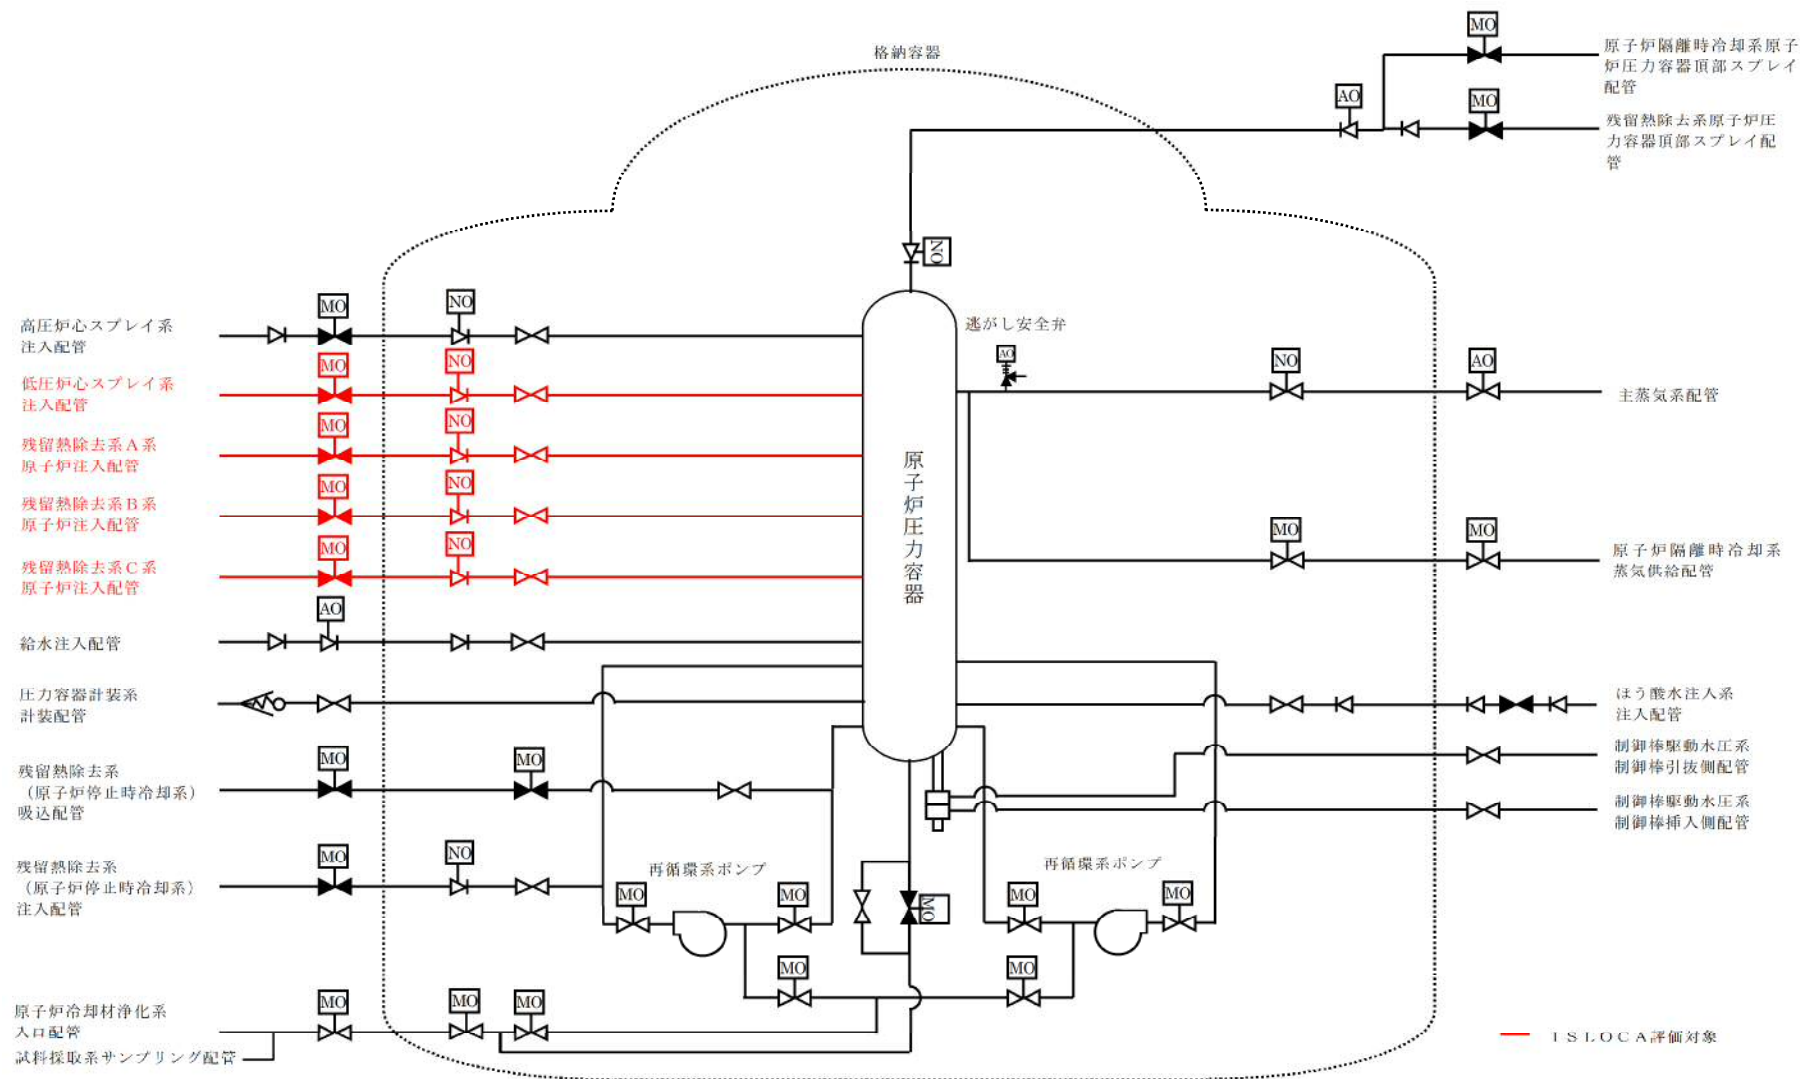 格納容器
MO
原子炉隔離時冷却系原子
炉圧力容器頂部スプレイ
配管
AO
MO
残留熱除去系原子炉圧
力容器頂部スプレイ配
管
NO
高圧炉心スプレイ系
注入配管
MO
NO
逃がし安全弁
AO
低圧炉心スプレイ系
注入配管
MO
NO
NO
AO
主蒸気系配管
残留熱除去系A系
原子炉注入配管
MO
NO
原子炉圧力容器
残留熱除去系B系
原子炉注入配管
MO
NO
MO
MO
原子炉隔離時冷却系
蒸気供給配管
残留熱除去系C系
原子炉注入配管
MO
NO
給水注入配管
AO
圧力容器計装系
計装配管
ほう酸水注入系
注入配管
残留熱除去系
(原子炉停止時冷却系)
吸込配管
MO
MO
制御棒駆動水圧系
制御棒引抜側配管
制御棒駆動水圧系
制御棒挿入側配管
残留熱除去系
(原子炉停止時冷却系)
注入配管
MO
NO
再循環系ポンプ
MO
MO
MO
再循環系ポンプ
MO
MO
MO
MO
原子炉冷却材浄化系
入口配管
MO
MO
MO
試料採取系サンプリング配管
ISLOCA評価対象